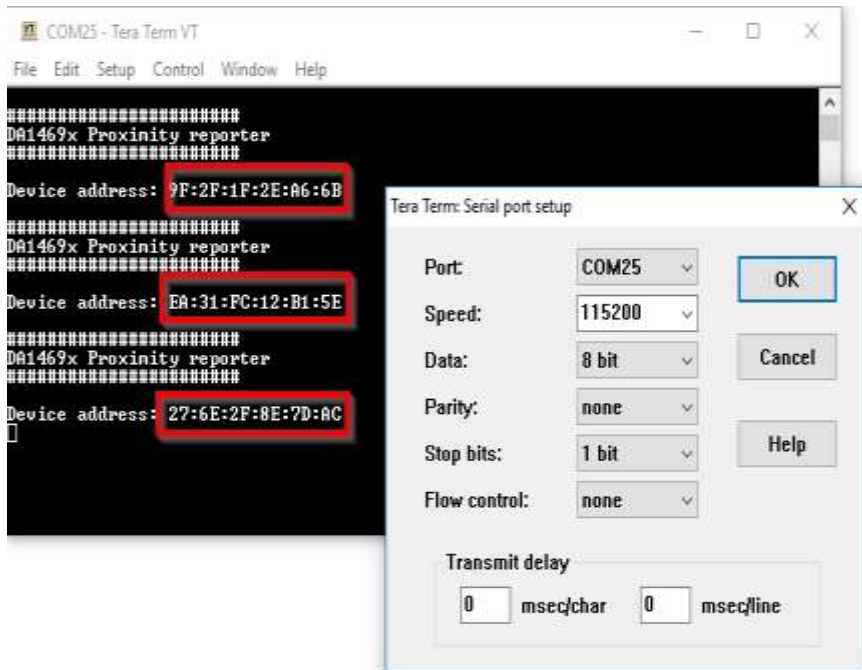 COM25 - Tera Term VT
File Edit Setup Control Window Help
########################
DA1469x Proximity reporter
########################
Device address: 9F:2F:1F:2E:A6:6B
########################
DA1469x Proximity reporter
########################
Device address: EA:31:FC:12:B1:5E
########################
DA1469x Proximity reporter
########################
Device address: 27:6E:2F:8E:7D:AC
Tera Term: Serial port setup
Port: COM25 OK
Speed: 115200
Data: 8 bit Cancel
Parity: none
Stop bits: 1 bit Help
Flow control: none
Transmit delay
0 msec/char 0 msec/line